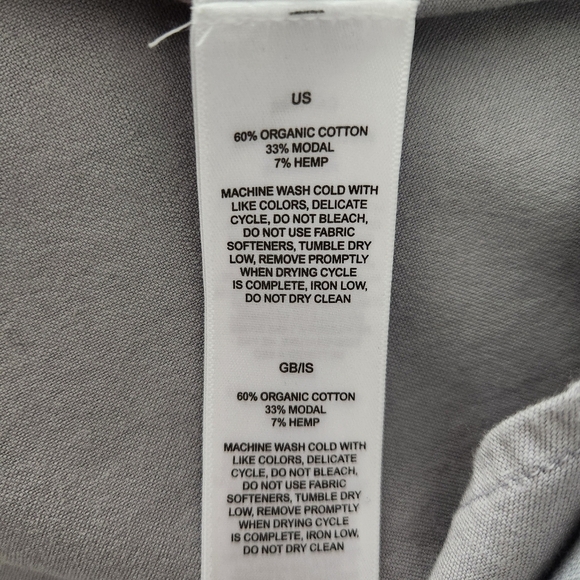 US
60% ORGANIC COTTON
33% MODAL
7% HEMP
MACHINE WASH COLD WITH
LIKE COLORS, DELICATE
CYCLE, DO NOT BLEACH,
DO NOT USE FABRIC
SOFTENERS, TUMBLE DRY
LOW, REMOVE PROMPTLY
WHEN DRYING CYCLE
IS COMPLETE, IRON LOW,
DO NOT DRY CLEAN
GB/IS
60% ORGANIC COTTON
33% MODAL
7% HEMP
MACHINE WASH COLD WITH
LIKE COLORS, DELICATE
CYCLE, DO NOT BLEACH,
DO NOT USE FABRIC
SOFTENERS, TUMBLE DRY
LOW, REMOVE PROMPTLY
WHEN DRYING CYCLE
IS COMPLETE, IRON LOW,
DO NOT DRY CLEAN